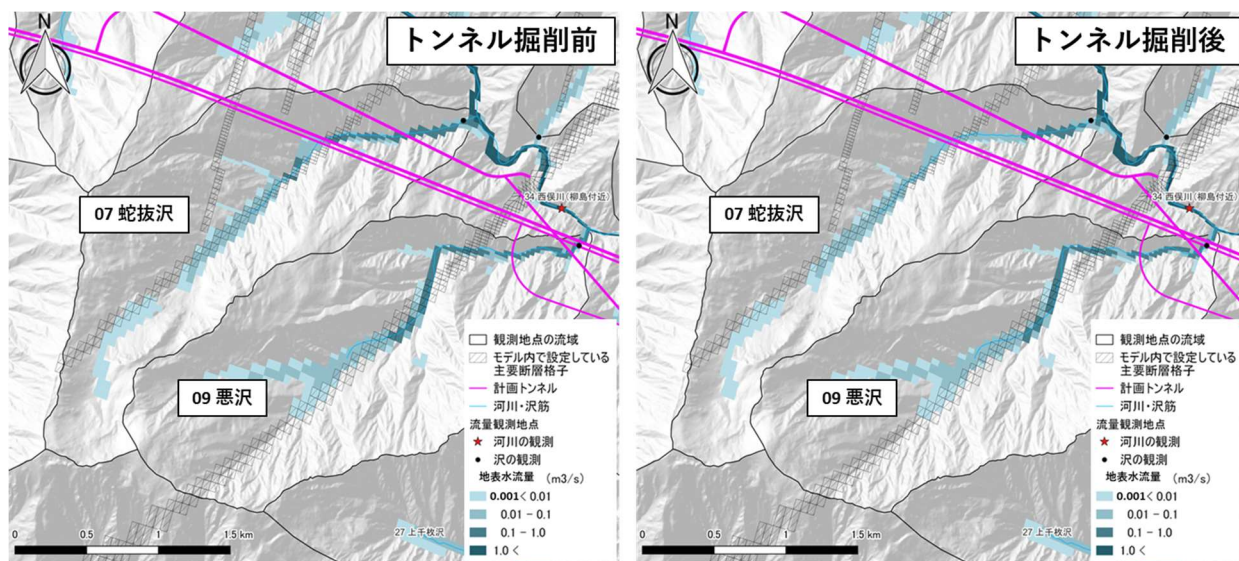 N
トンネル掘削前
07 蛇抜沢
34 西俣川(柳島付近)
09 悪沢
27 上千枚沢
観測地点の流域
モデル内で設定している
主要断層格子
計画トンネル
河川・沢筋
流量観測地点
河川の観測
沢の観測
地表水流量 (m3/s)
0.001< 0.01
0.01 - 0.1
0.1 - 1.0
1.0 <
0 0.5 1 1.5 km
N
トンネル掘削後
07 蛇抜沢
34 西俣川(柳島付近)
09 悪沢
27 上千枚沢
観測地点の流域
モデル内で設定している
主要断層格子
計画トンネル
河川・沢筋
流量観測地点
河川の観測
沢の観測
地表水流量 (m3/s)
0.001< 0.01
0.01 - 0.1
0.1 - 1.0
1.0 <
0 0.5 1 1.5 km